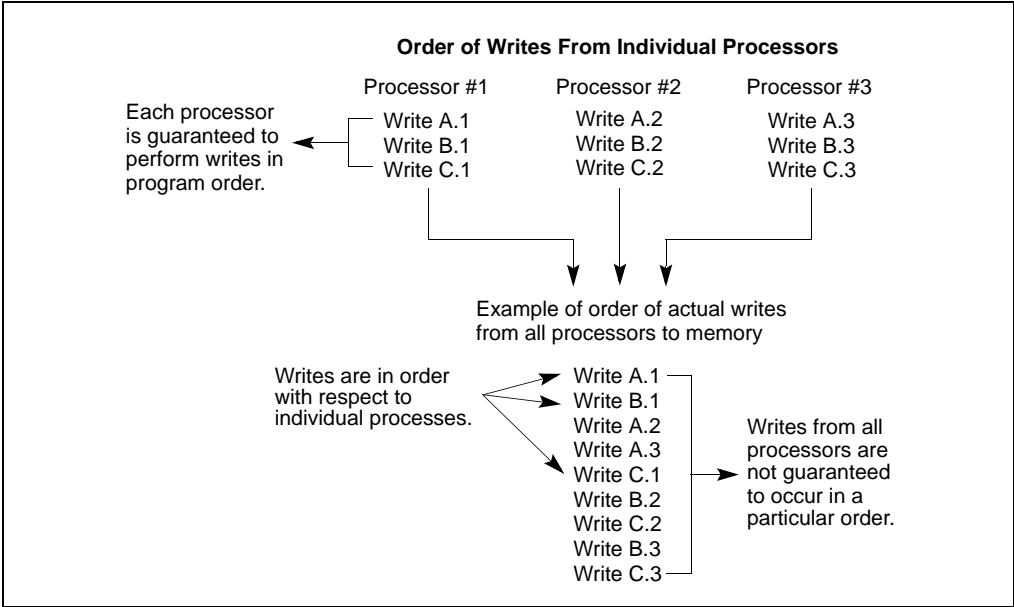 Order of Writes From Individual Processors
Processor #1
Processor #2
Processor #3
Each processor
is guaranteed to
perform writes in
program order.
Write A.1
Write B.1
Write C.1
Write A.2
Write B.2
Write C.2
Write A.3
Write B.3
Write C.3
Example of order of actual writes
from all processors to memory
Writes are in order
with respect to
individual processes.
Write A.1
Write B.1
Write A.2
Write A.3
Write C.1
Write B.2
Write C.2
Write B.3
Write C.3
Writes from all
processors are
not guaranteed
to occur in a
particular order.